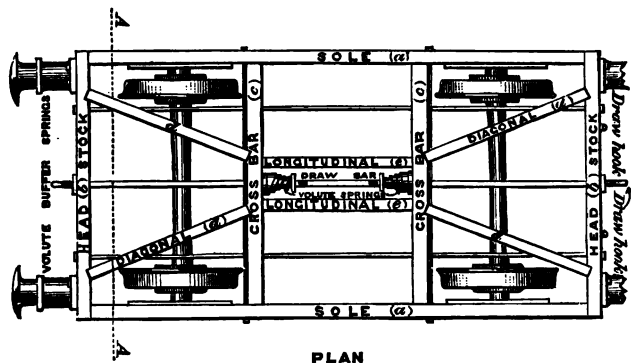 A
SOLE (a)
VOLUTE BUFFER SPRINGS
HEAD (b) STOCK
d
DIAGONAL (d)
CROSS BAR (c)
LONGITUDINAL (e)
DRAW BAR
VOLUTE SPRINGS
LONGITUDINAL (e)
CROSS BAR (c)
DIAGONAL (d)
d
HEAD (b) STOCK
Draw hook
Draw hook
SOLE (a)
A
PLAN